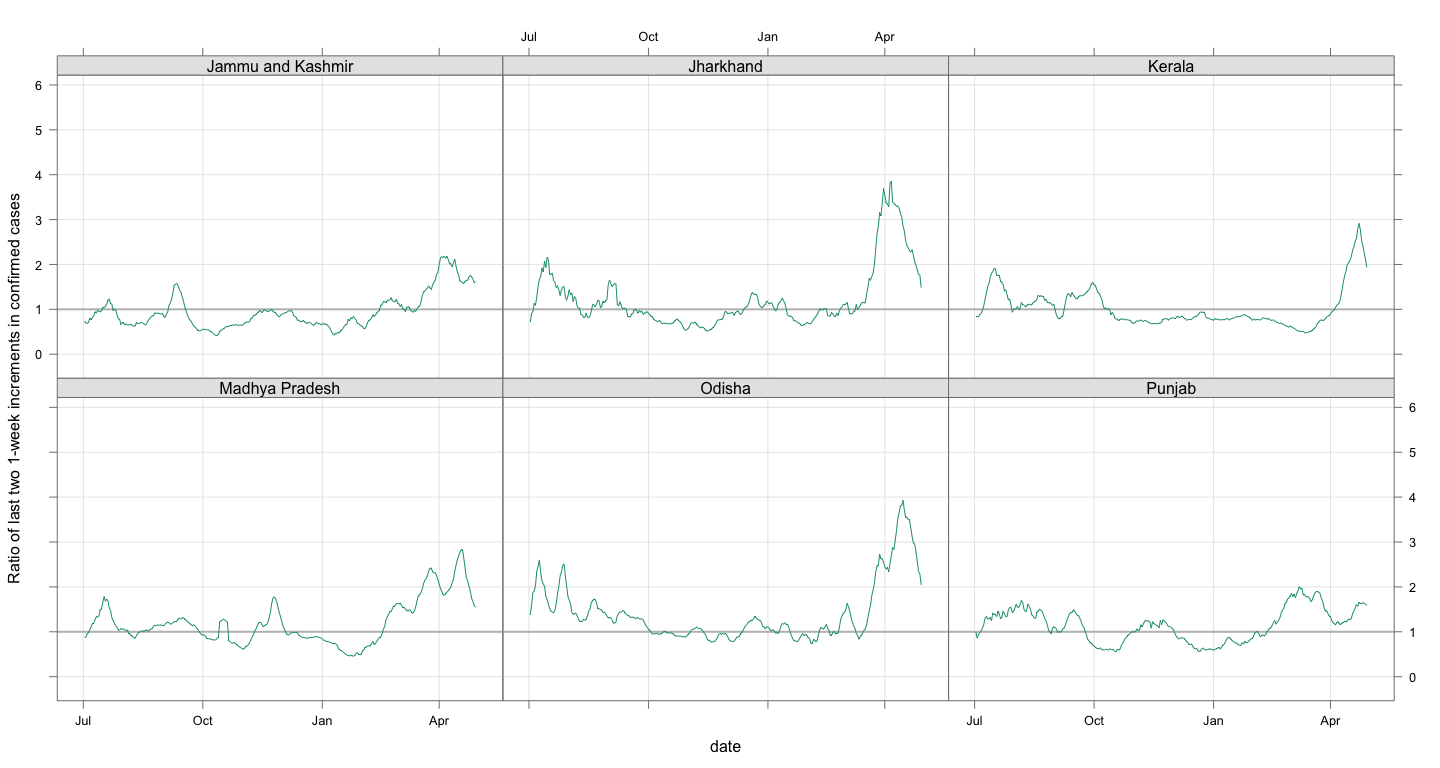 Jul Oct Jan Apr
Jammu and Kashmir Jharkhand Kerala
6
5
4
3
2
1
0
Ratio of last two 1-week increments in confirmed cases
Madhya Pradesh Odisha Punjab
6
5
4
3
2
1
0
Jul Oct Jan Apr Jul Oct Jan Apr
date